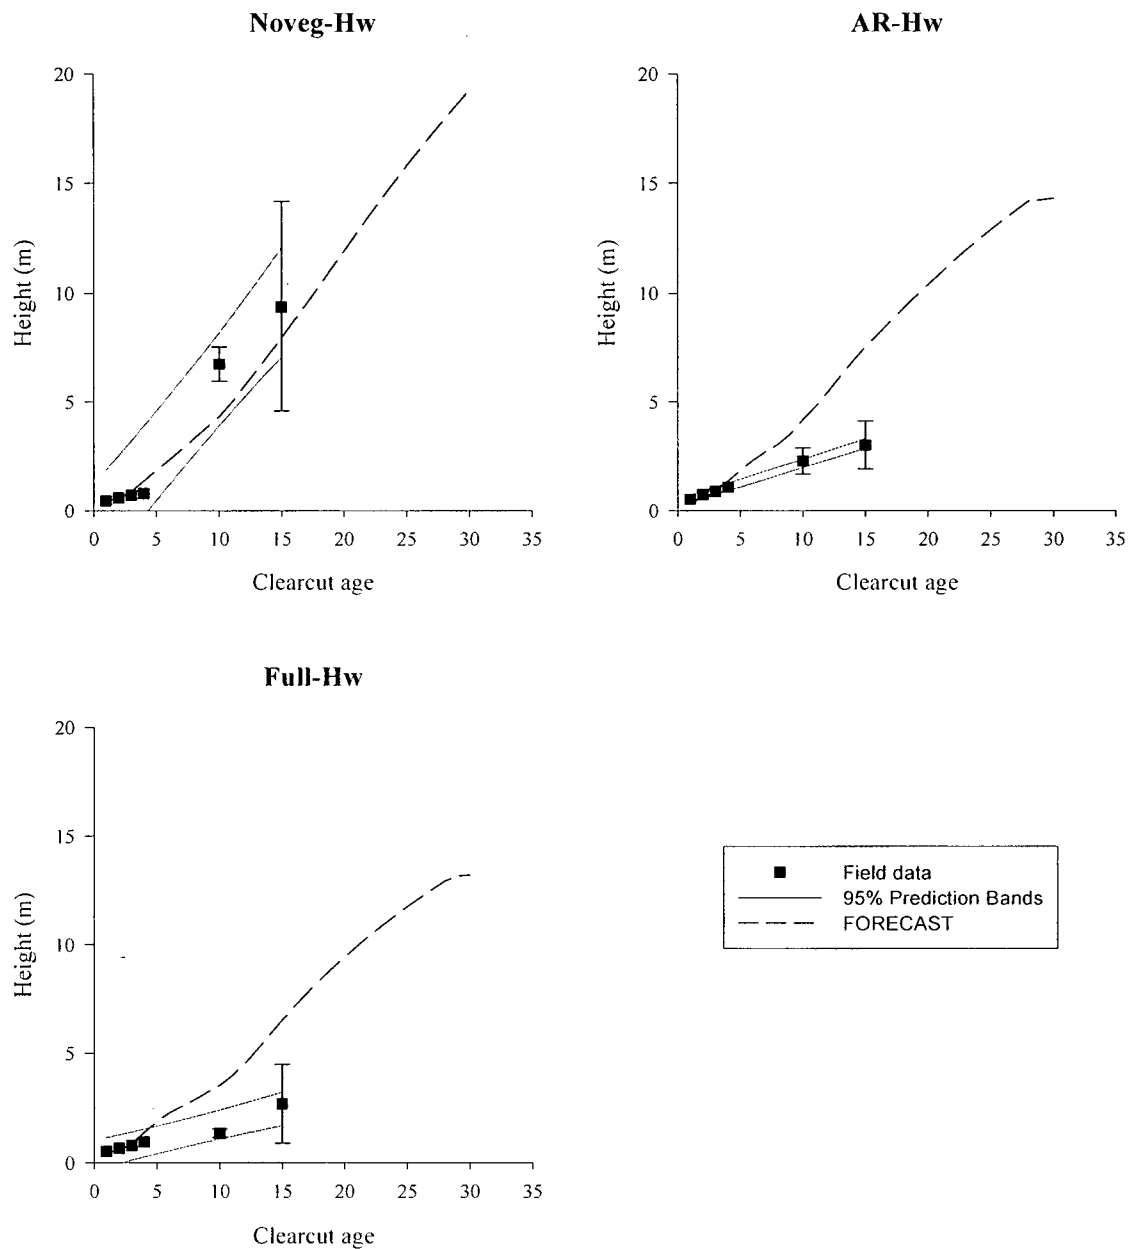 Noveg-Hw
AR-Hw
20
15
10
5
0
Height (m)
0 5 10 15 20 25 30 35
Clearcut age
20
15
10
5
0
Height (m)
0 5 10 15 20 25 30 35
Clearcut age
Full-Hw
20
15
10
5
0
Height (m)
0 5 10 15 20 25 30 35
Clearcut age
Field data
95% Prediction Bands
FORECAST